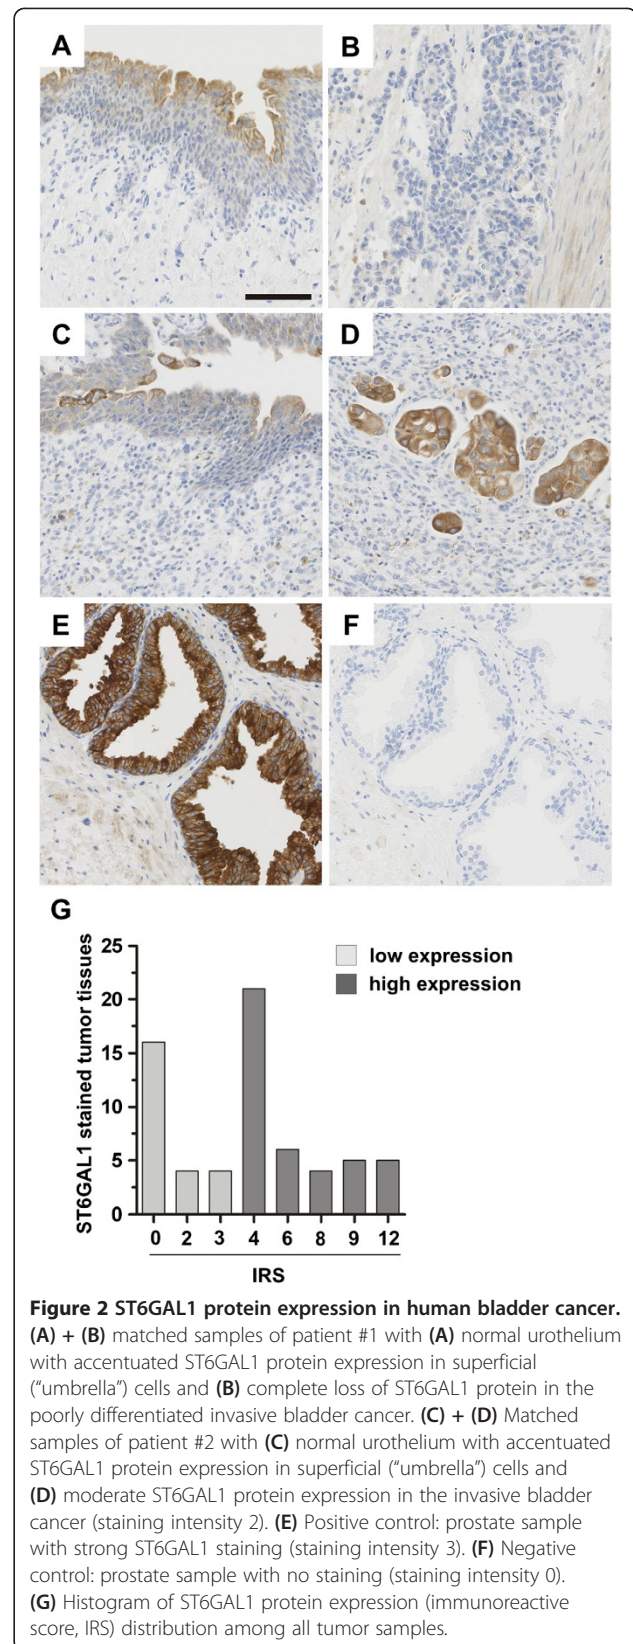 A
B
C
D
E
F
G
ST6GAL1 stained tumor tissues
25
20
15
10
5
0
low expression
high expression
0 2 3 4 6 8 9 12
IRS
Figure 2 ST6GAL1 protein expression in human bladder cancer.
(A) + (B) matched samples of patient #1 with (A) normal urothelium
with accentuated ST6GAL1 protein expression in superficial
(“umbrella”) cells and (B) complete loss of ST6GAL1 protein in the
poorly differentiated invasive bladder cancer. (C) + (D) Matched
samples of patient #2 with (C) normal urothelium with accentuated
ST6GAL1 protein expression in superficial (“umbrella”) cells and
(D) moderate ST6GAL1 protein expression in the invasive bladder
cancer (staining intensity 2). (E) Positive control: prostate sample
with strong ST6GAL1 staining (staining intensity 3). (F) Negative
control: prostate sample with no staining (staining intensity 0).
(G) Histogram of ST6GAL1 protein expression (immunoreactive
score, IRS) distribution among all tumor samples.